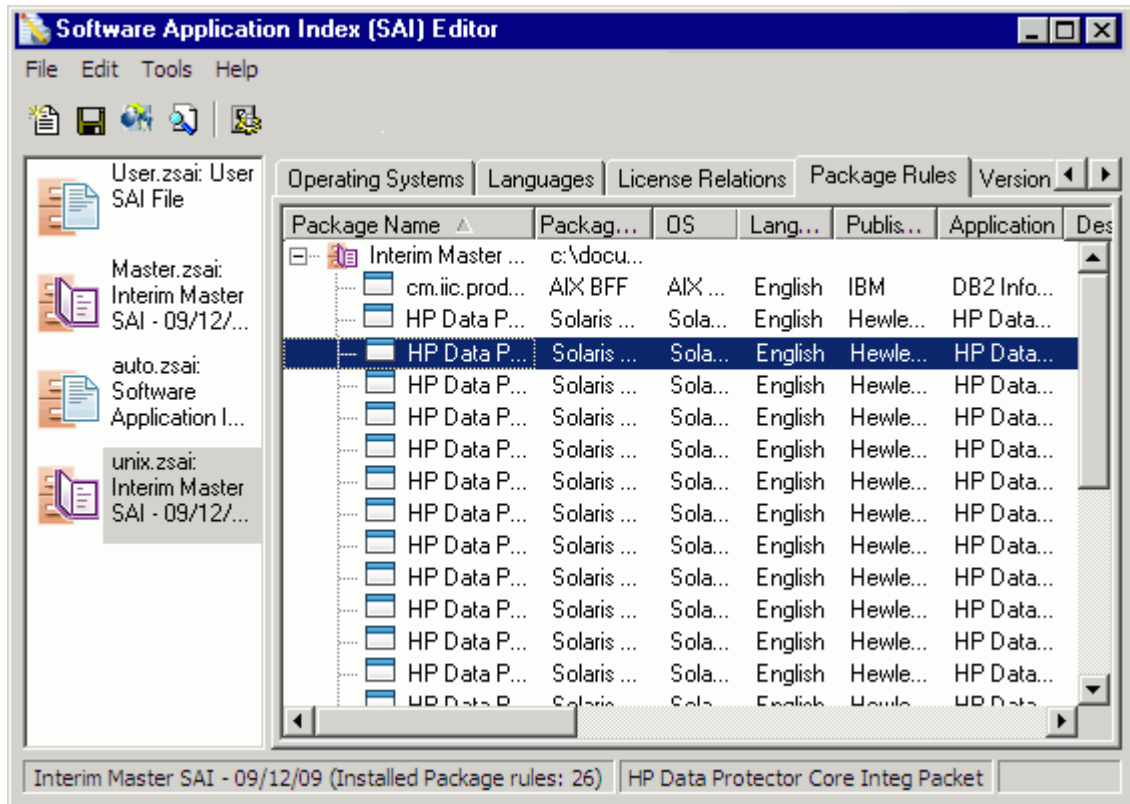 Software Application Index (SAI) Editor
File Edit Tools Help
User.zsai: User
SAI File
Master.zsai:
Interim Master
SAI - 09/12/...
auto.zsai:
Software
Application I...
unix.zsai:
Interim Master
SAI - 09/12/...
Operating Systems Languages License Relations Package Rules Version
Package Name Packag... OS Lang... Publis... Application Des
Interim Master ... c:\docu...
cm.iic.prod... AIX BFF AIX ... English IBM DB2 Info...
HP Data P... Solaris ... Sola... English Hewle... HP Data...
HP Data P... Solaris ... Sola... English Hewle... HP Data...
HP Data P... Solaris ... Sola... English Hewle... HP Data...
HP Data P... Solaris ... Sola... English Hewle... HP Data...
HP Data P... Solaris ... Sola... English Hewle... HP Data...
HP Data P... Solaris ... Sola... English Hewle... HP Data...
HP Data P... Solaris ... Sola... English Hewle... HP Data...
HP Data P... Solaris ... Sola... English Hewle... HP Data...
HP Data P... Solaris ... Sola... English Hewle... HP Data...
HP Data P... Solaris ... Sola... English Hewle... HP Data...
HP Data P... Solaris ... Sola... English Hewle... HP Data...
HP Data P... Solaris ... Sola... English Hewle... HP Data...
HP Data P... Solaris ... Sola... English Hewle... HP Data...
Interim Master SAI - 09/12/09 (Installed Package rules: 26) HP Data Protector Core Integ Packet